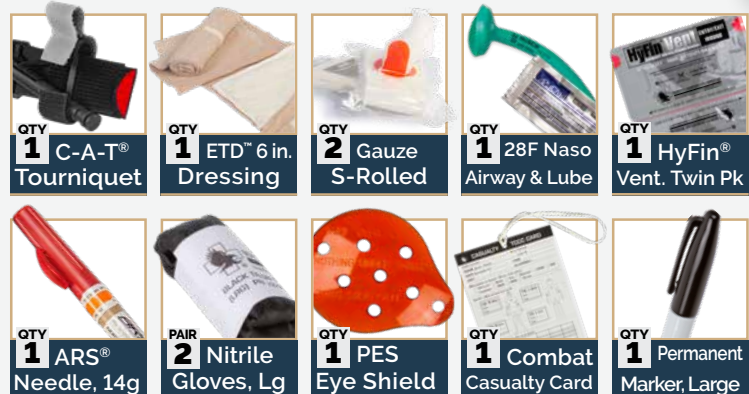 HyFin Vent
QTY
1 C-A-T®
Tourniquet
QTY
1 ETD™ 6 in.
Dressing
QTY
2 Gauze
S-Rolled
QTY
1 28F Naso
Airway & Lube
QTY
1 HyFin®
Vent. Twin Pk
BLACK
CASUALTY
TCCC CARD
QTY
1 ARS®
Needle, 14g
PAIR
2 Nitrile
Gloves, Lg
QTY
1 PES
Eye Shield
QTY
1 Combat
Casualty Card
QTY
1 Permanent
Marker, Large